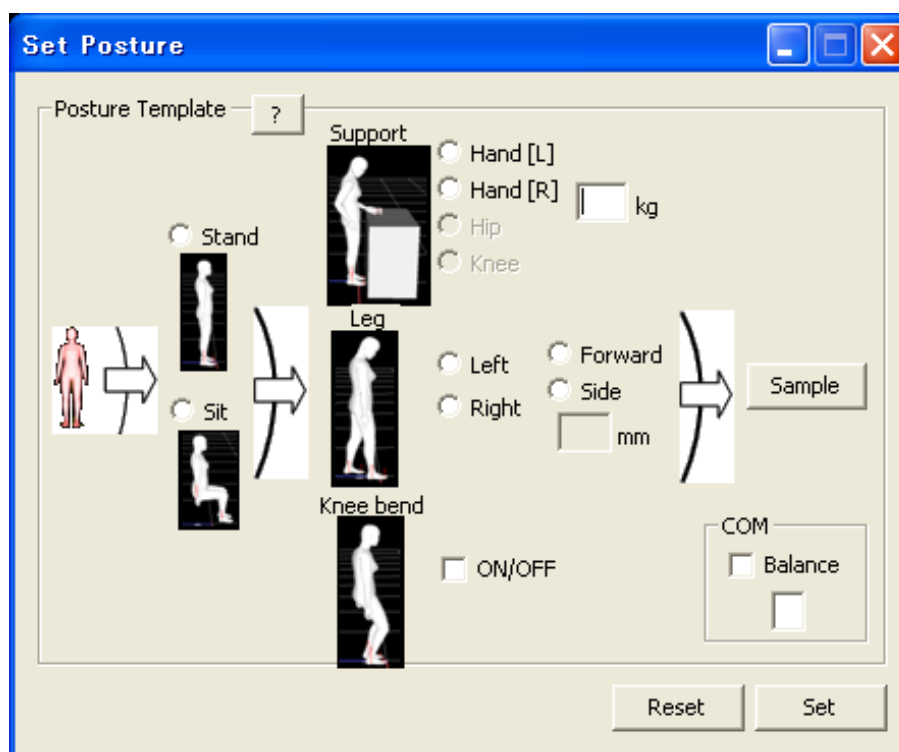 Set Posture
Posture Template
?
Support
Hand [L]
Hand [R]
kg
Hip
Knee
Stand
Sit
Leg
Left
Right
Forward
Side
mm
Sample
Knee bend
ON/OFF
COM
Balance
Reset
Set